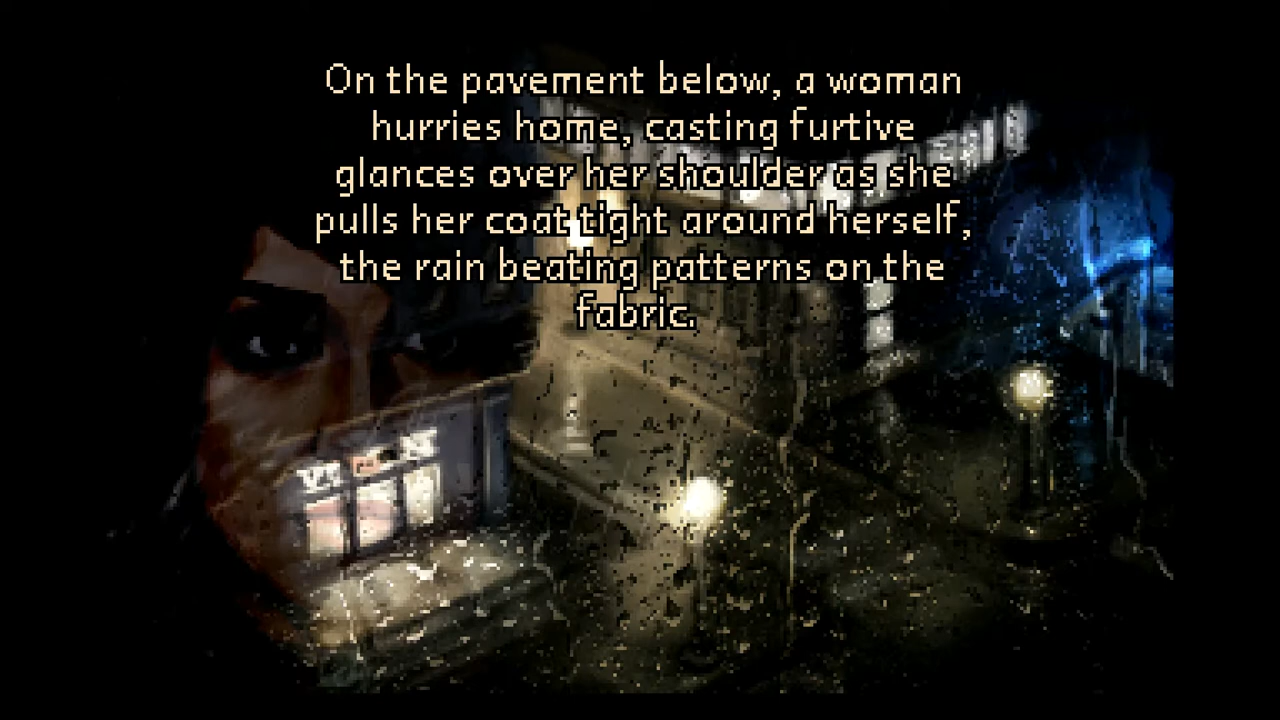 On the pavement below, a woman
hurries home, casting furtive
glances over her shoulder as she
pulls her coat tight around herself,
the rain beating patterns on the
fabric.